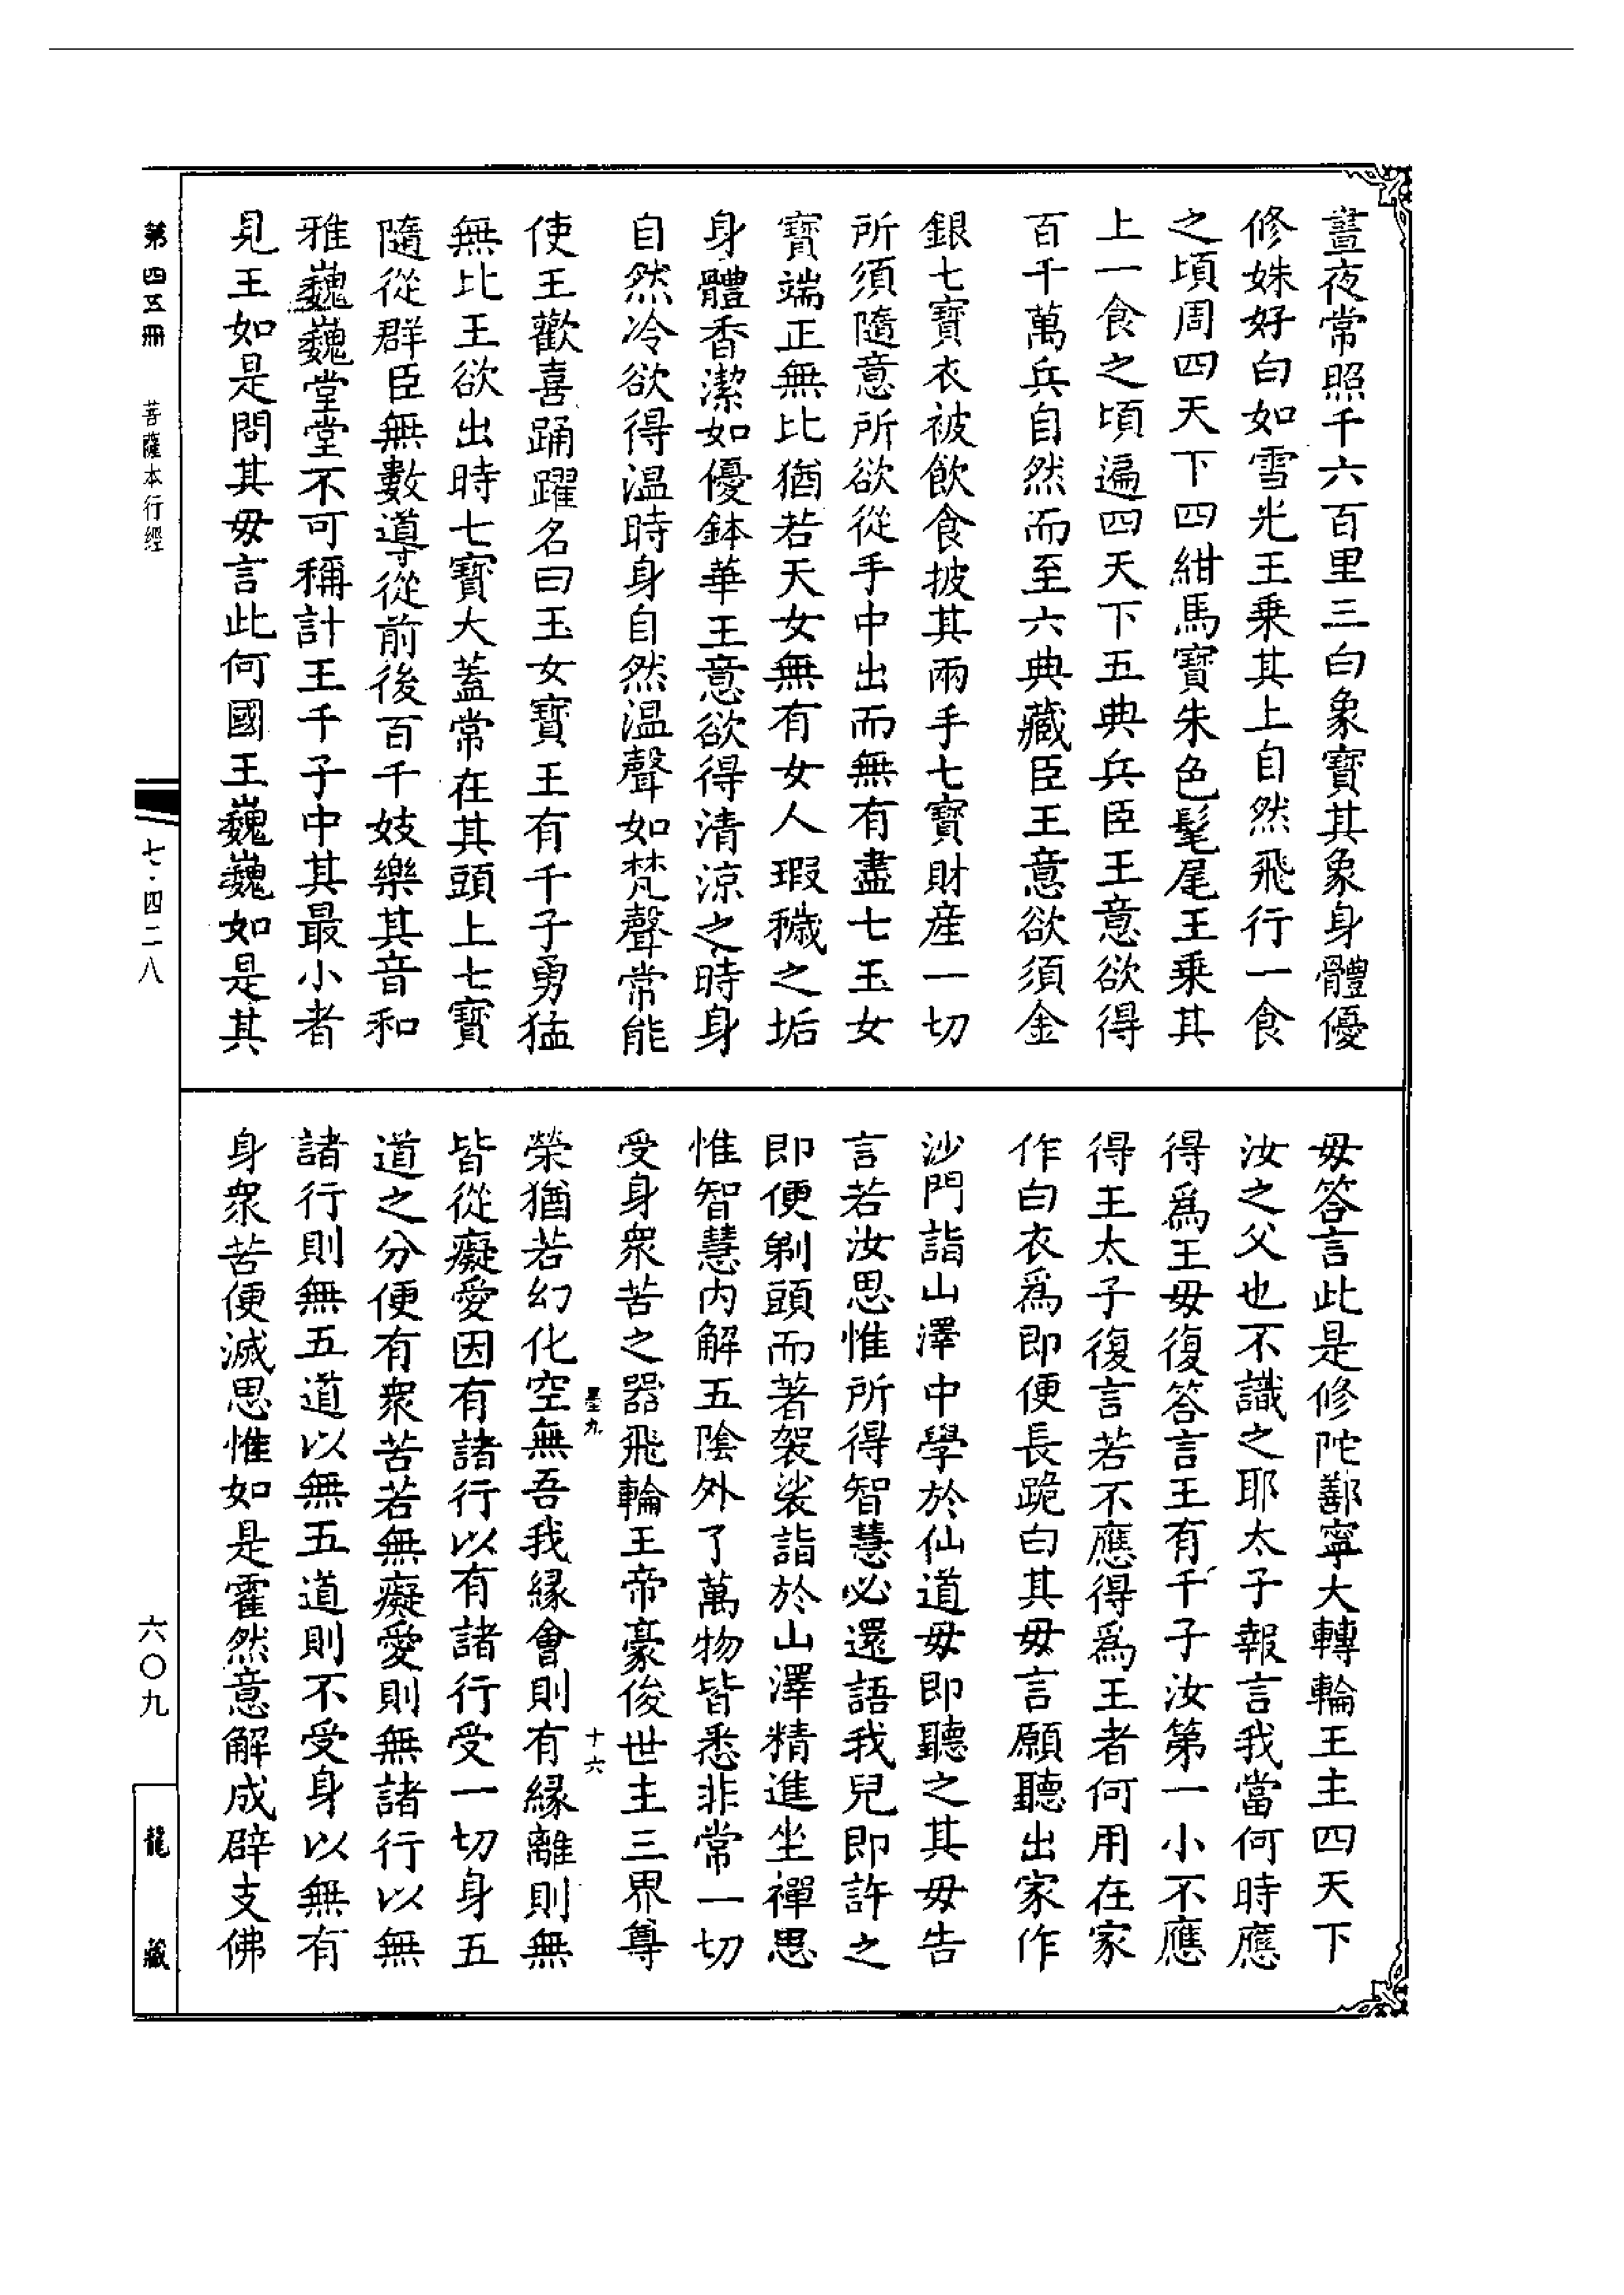 晝夜常照千六百里三白象寶其象身體優
修姝好白如雪光王乗其上自然飛行一食
之頃周四天下四紺馬寶朱色髦尾王乗其
上一食之頃遍四天下五典兵臣王意欲得
百千萬兵自然而至六典藏臣王意欲須金
銀七寶衣被飲食披其兩手七寶財産一切
所須隨意所欲從手中出而無有盡七玉女
寶端正無比猶若天女無有女人瑕穢之垢
身體香潔如優鉢華王意欲得清涼之時身
自然冷欲得温時身自然温聲如梵聲常能
使王歡喜踊躍名曰玉女寶王有千子勇猛
無比王欲出時七寶大蓋常在其頭上七寶
隨從群臣無數導從前後百千妓樂其音和
雅巍巍堂堂不可稱計王千子中其最小者
見王如是問其毋言此何國王巍巍如是其
毋答言此是修陀鄯寧大轉輪王主四天下
汝之父也不識之耶太子報言我當何時應
得爲王毋復答言王有千子汝第一小不應
得王太子復言若不應得爲王者何用在家
作白衣爲即便長跪白其毋言願聽出家作
沙門詣山澤中學於仙道毋即聽之其毋告
言若汝思惟所得智慧必還語我兒即許之
即便剃頭而著袈裟詣於山澤精進坐禪思
惟智慧内解五陰外了萬物皆悉非常一切
受身衆苦之器飛輪王帝豪俊世主三界尊
墨九 十六
榮猶若幻化空無吾我縁會則有縁離則無
皆從癡愛因有諸行以有諸行受一切身五
道之分便有衆苦若無癡愛則無諸行以無
諸行則無五道以無五道則不受身以無有
身衆苦便滅思惟如是霍然意解成辟支佛
第四五冊 菩薩本行經 七·四二八 六〇九 龍藏